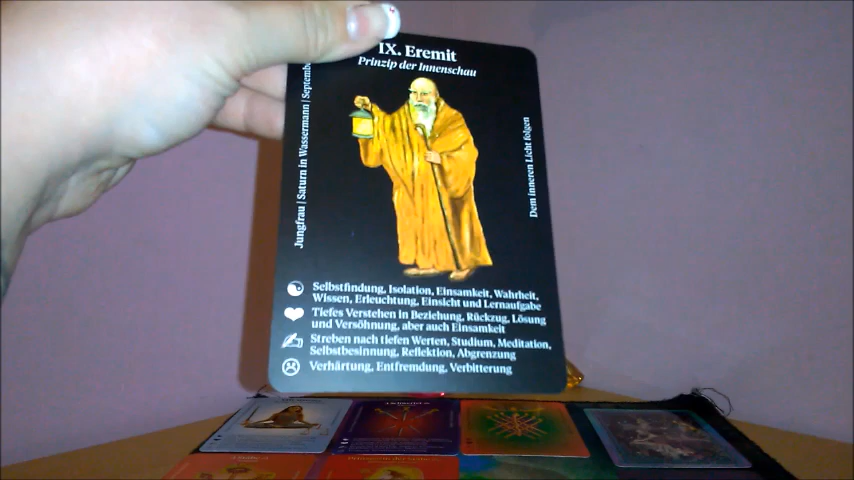 IX. Eremit
Prinzip der Innenschau
Jungfrau | Saturn in Wassermann | Septembe
Dem inneren Licht folgen
Selbstfindung, Isolation, Einsamkeit, Wahrheit,
Wissen, Erleuchtung, Einsicht und Lernaufgabe
Tiefes Verstehen in Beziehung, Rückzug, Lösung
und Versöhnung, aber auch Einsamkeit
Streben nach tiefen Werten, Studium, Meditation,
Selbstbesinnung, Reflektion, Abgrenzung
Verhärtung, Entfremdung, Verbitterung